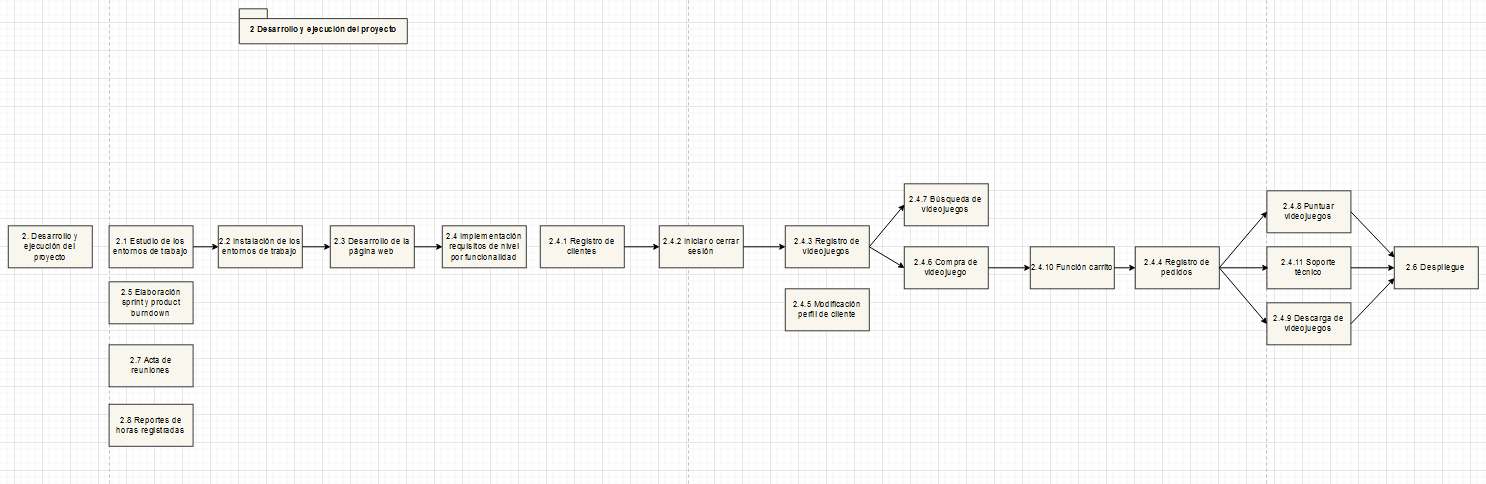 2 Desarrollo y ejecución del proyecto
2. Desarrollo y
ejecución del
proyecto
2.1 Estudio de los
entornos de trabajo
2.2 Instalación de los
entornos de trabajo
2.3 Desarrollo de la
página web
2.4 Implementación
requisitos de nivel
por funcionalidad
2.4.1 Registro de
clientes
2.4.2 Iniciar o cerrar
sesión
2.4.3 Registro de
videojuegos
2.4.7 Búsqueda de
videojuegos
2.4.6 Compra de
videojuego
2.4.10 Función carrito
2.4.4 Registro de
pedidos
2.4.8 Puntuar
videojuegos
2.4.11 Soporte
técnico
2.4.9 Descarga de
videojuegos
2.6 Despliegue
2.5 Elaboración
sprint y product
burndown
2.4.5 Modificación
perfil de cliente
2.7 Acta de
reuniones
2.8 Reportes de
horas registradas